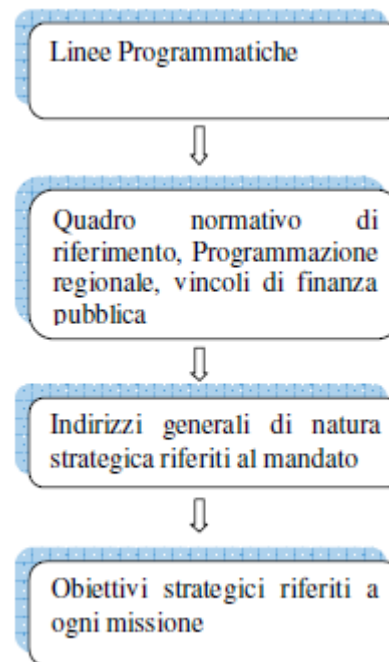 Linee Programmatiche
Quadro normativo di
riferimento, Programmazione
regionale, vincoli di finanza
pubblica
Indirizzi generali di natura
strategica riferiti al mandato
Obiettivi strategici riferiti a
ogni missione